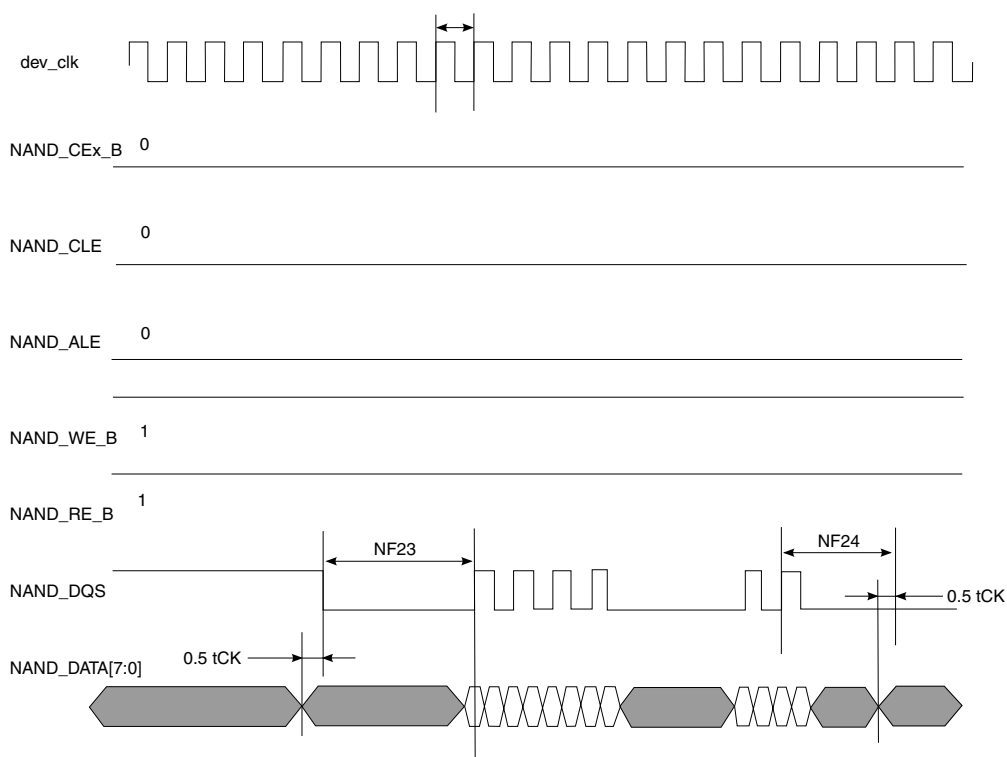 dev_clk
NAND_CEx_B 0
NAND_CLE 0
NAND_ALE 0
NAND_WE_B 1
NAND_RE_B 1
NF23
NF24
NAND_DQS
0.5 tCK
NAND_DATA[7:0]
0.5 tCK